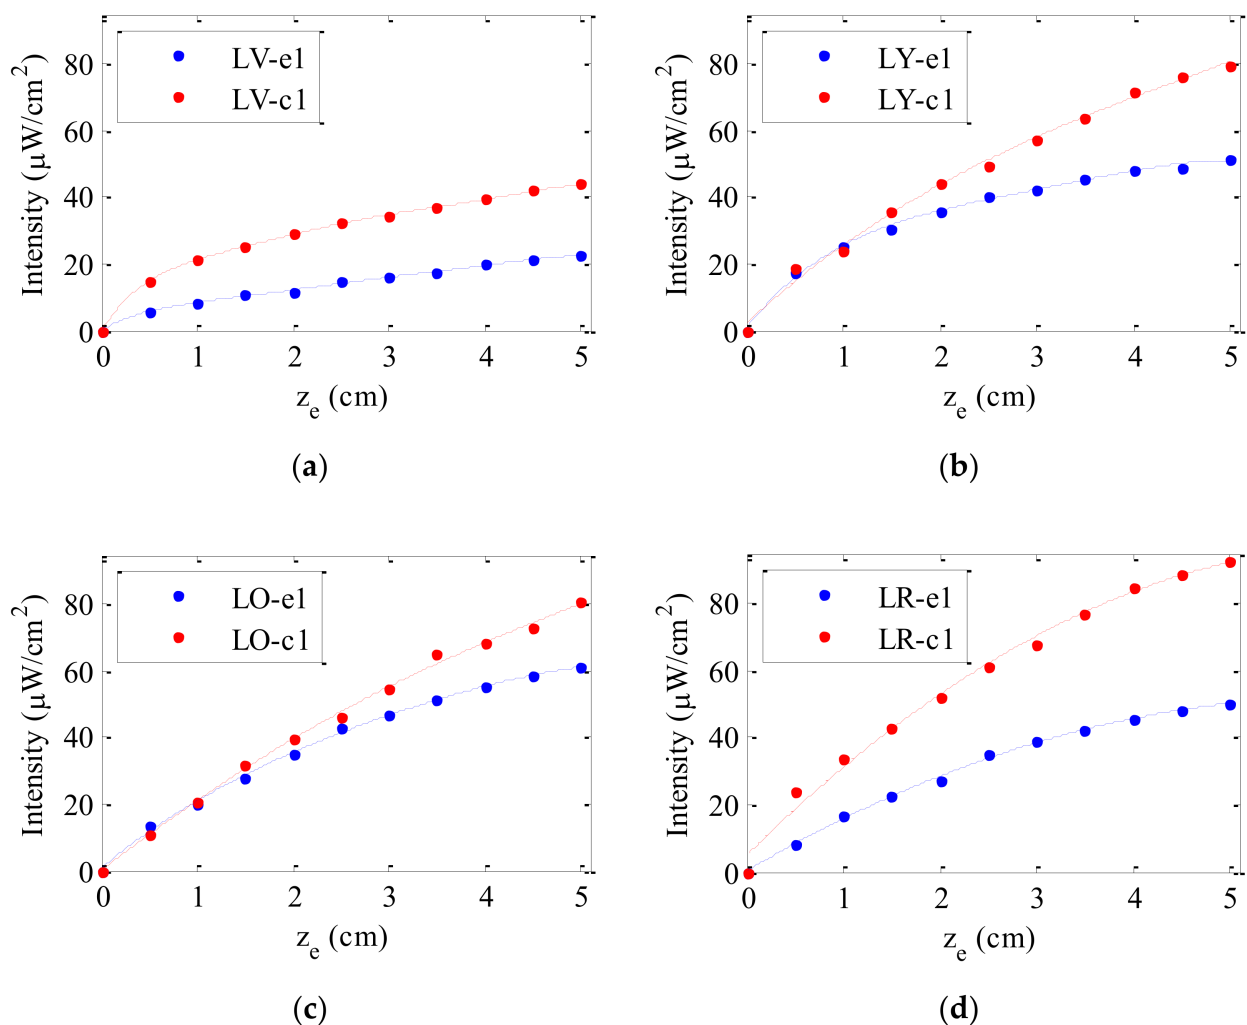 LV-e1
LV-c1
Intensity (μW/cm²)
80
60
40
20
0
0 1 2 3 4 5
z_e (cm)
(a)
LY-e1
LY-c1
Intensity (μW/cm²)
80
60
40
20
0
0 1 2 3 4 5
z_e (cm)
(b)
LO-e1
LO-c1
Intensity (μW/cm²)
80
60
40
20
0
0 1 2 3 4 5
z_e (cm)
(c)
LR-e1
LR-c1
Intensity (μW/cm²)
80
60
40
20
0
0 1 2 3 4 5
z_e (cm)
(d)